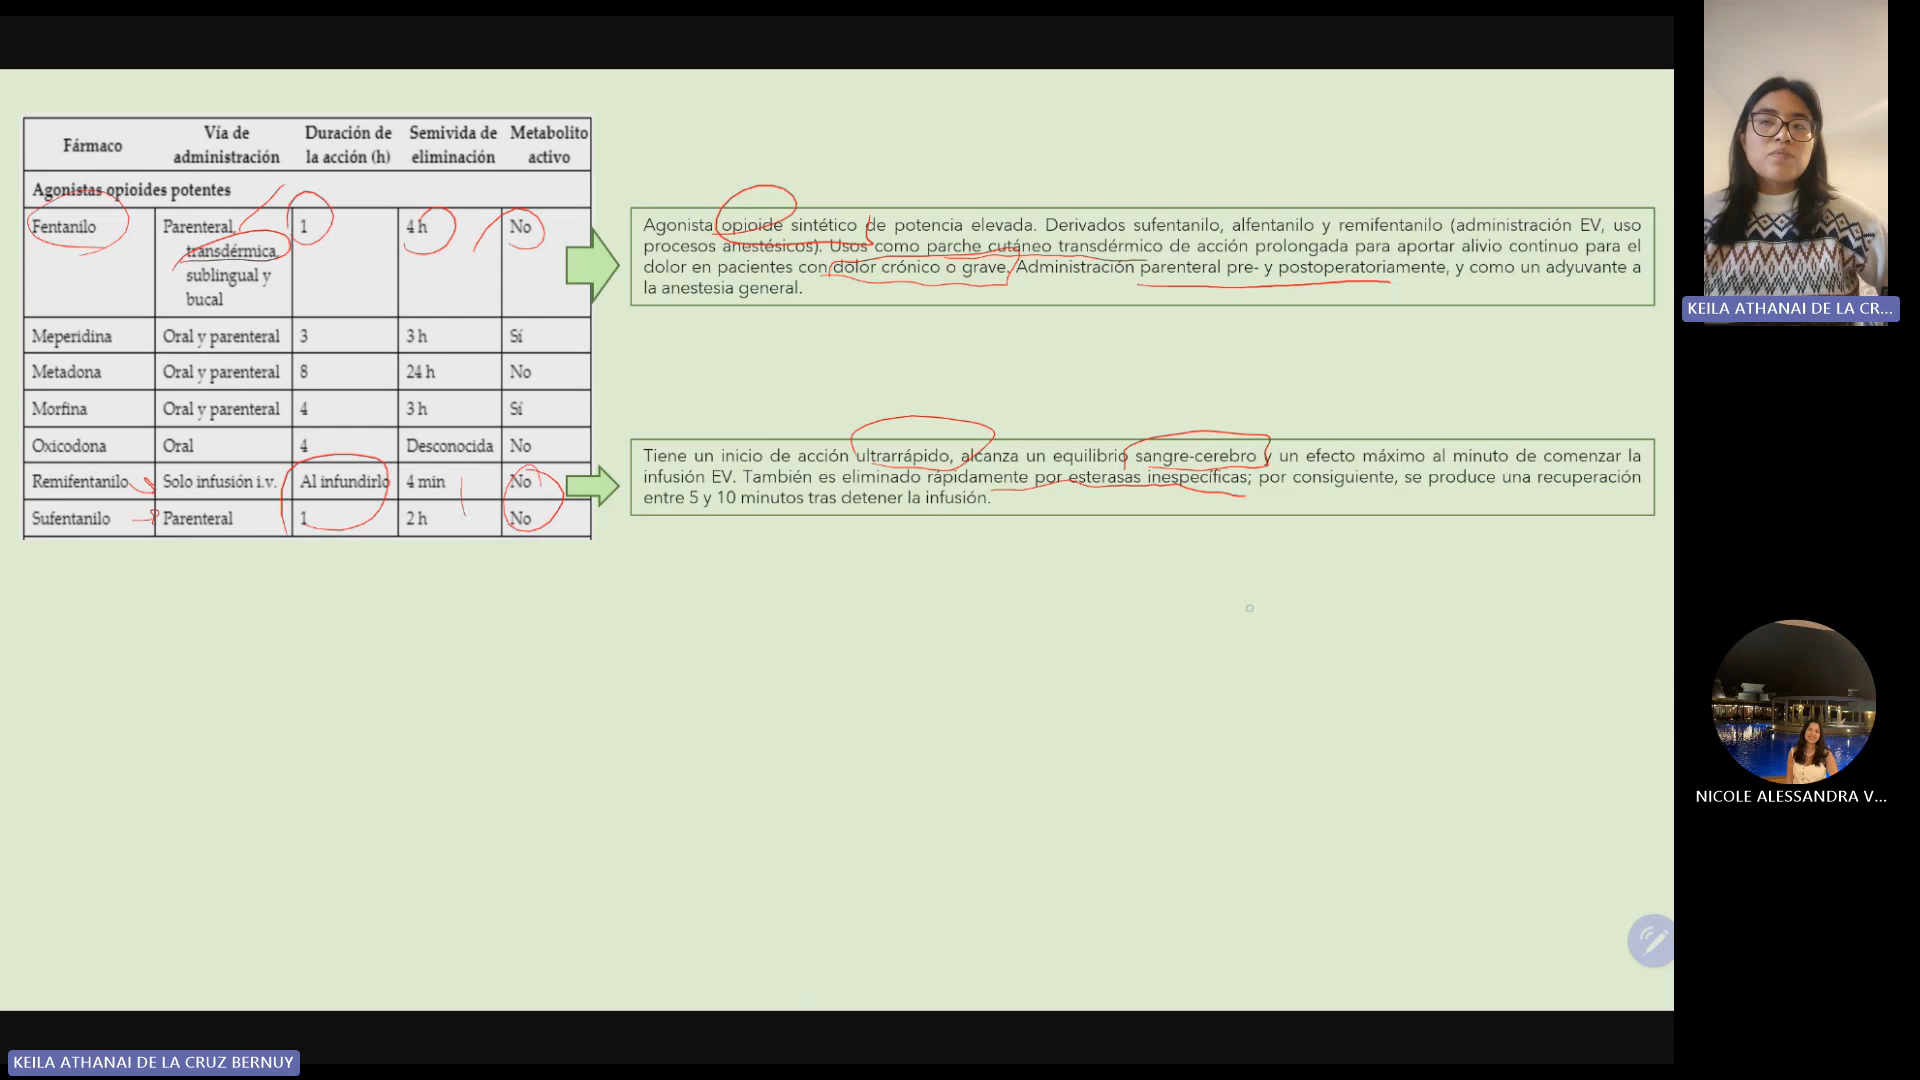 Fármaco
Vía de administración
Duración de la acción (h)
Semivida de eliminación
Metabolito activo
Agonistas opioides potentes
Fentanilo
Parenteral, transdérmica, sublingual y bucal
1
4 h
No
Meperidina
Oral y parenteral
3
3 h
Sí
Metadona
Oral y parenteral
8
24 h
No
Morfina
Oral y parenteral
4
3 h
Sí
Oxicodona
Oral
4
Desconocida
No
Remifentanilo
Solo infusión i.v.
Al infundirlo
4 min
No
Sufentanilo
Parenteral
1
2 h
No
Agonista opioide sintético de potencia elevada. Derivados sufentanilo, alfentanilo y remifentanilo (administración EV, uso
procesos anestésicos). Usos como parche cutáneo transdérmico de acción prolongada para aportar alivio continuo para el
dolor en pacientes con dolor crónico o grave. Administración parenteral pre- y postoperatoriamente, y como un adyuvante a
la anestesia general.
Tiene un inicio de acción ultrarrápido, alcanza un equilibrio sangre-cerebro y un efecto máximo al minuto de comenzar la
infusión EV. También es eliminado rápidamente por esterasas inespecíficas; por consiguiente, se produce una recuperación
entre 5 y 10 minutos tras detener la infusión.
KEILA ATHANAI DE LA CR...
NICOLE ALESSANDRA V...
KEILA ATHANAI DE LA CRUZ BERNUY